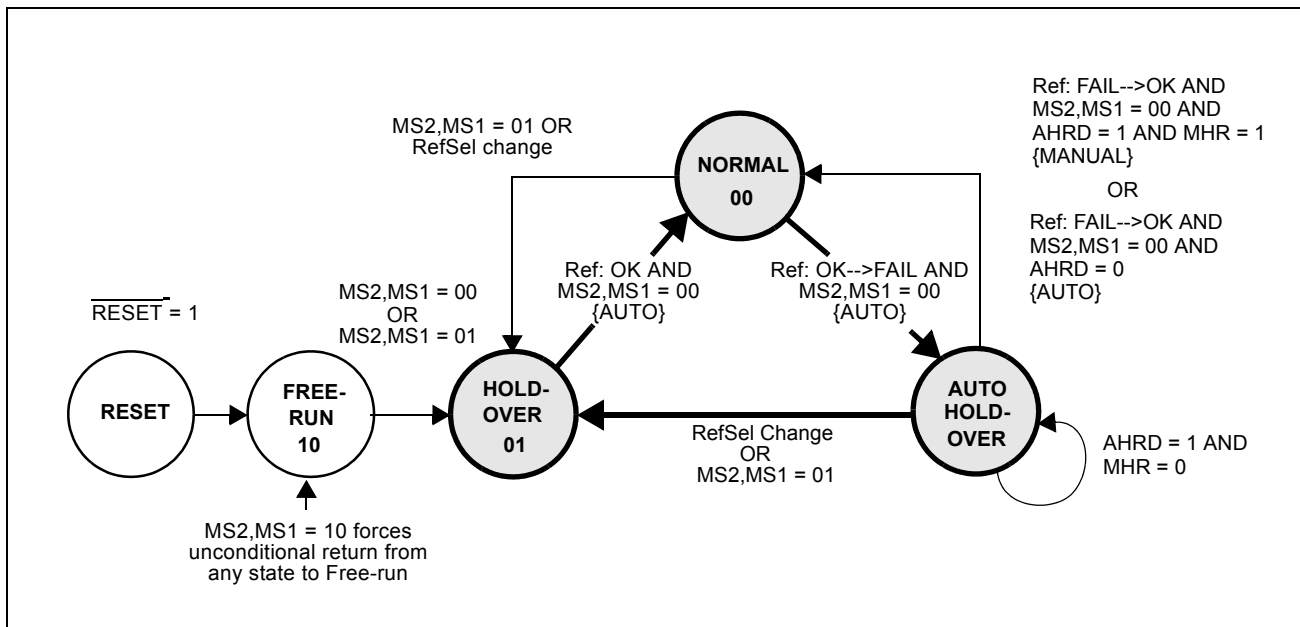 Ref: FAIL-->OK AND
MS2,MS1 = 00 AND
AHRD = 1 AND MHR = 1
{MANUAL}
OR
Ref: FAIL-->OK AND
MS2,MS1 = 00 AND
AHRD = 0
{AUTO}
MS2,MS1 = 01 OR
RefSel change
NORMAL
00
Ref: OK AND
MS2,MS1 = 00
{AUTO}
Ref: OK-->FAIL AND
MS2,MS1 = 00
{AUTO}
MS2,MS1 = 00
OR
MS2,MS1 = 01
RESET = 1
RESET
FREE-
RUN
10
HOLD-
OVER
01
AUTO
HOLD-
OVER
RefSel Change
OR
MS2,MS1 = 01
AHRD = 1 AND
MHR = 0
MS2,MS1 = 10 forces
unconditional return from
any state to Free-run